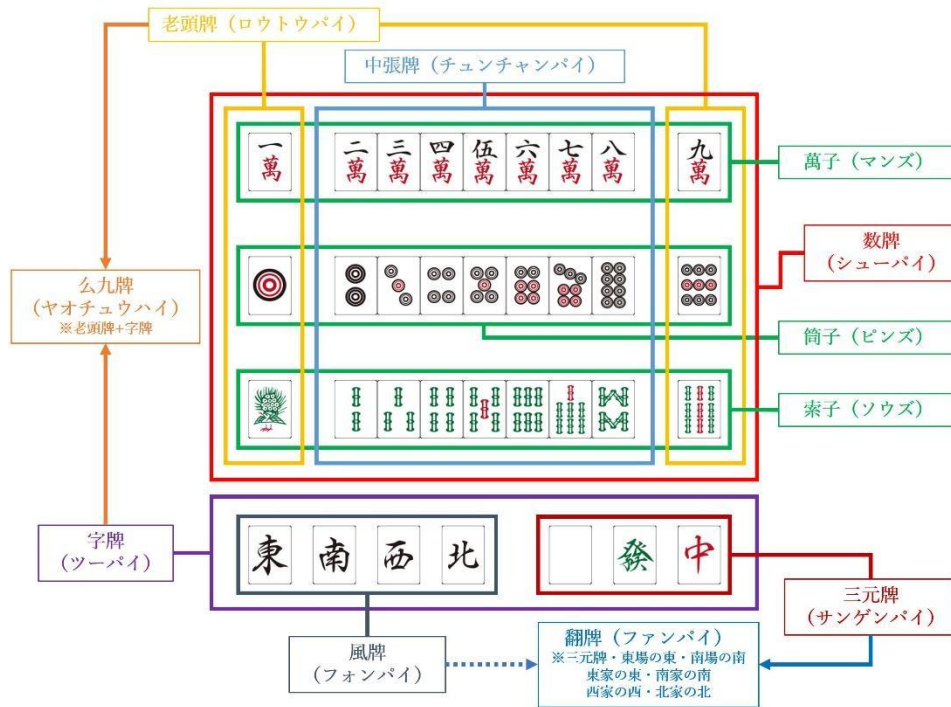 老頭牌（ロウトウパイ）
中張牌（チュンチャンパイ）
一 二 三 四 伍 六 七 八 九
萬 萬 萬 萬 萬 萬 萬 萬 萬
萬子（マンズ）
数牌
（シューパイ）
么九牌
（ヤオチュウハイ）
※老頭牌+字牌
筒子（ピンズ）
索子（ソウズ）
字牌
（ツーパイ）
東 南 西 北 發 中
三元牌
（サンゲンパイ）
風牌
（フォンパイ）
翻牌（ファンパイ）
※三元牌・東場の東・南場の南
東家の東・南家の南
西家の西・北家の北